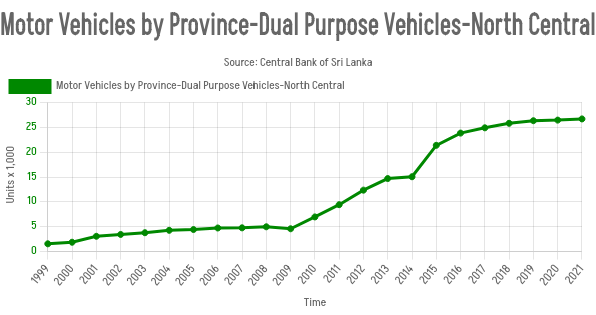 Motor Vehicles by Province-Dual Purpose Vehicles-North Central
Source: Central Bank of Sri Lanka
Motor Vehicles by Province-Dual Purpose Vehicles-North Central
Units x 1,000
30
25
20
15
10
5
0
1999 2000 2001 2002 2003 2004 2005 2006 2007 2008 2009 2010 2011 2012 2013 2014 2015 2016 2017 2018 2019 2020 2021
Time